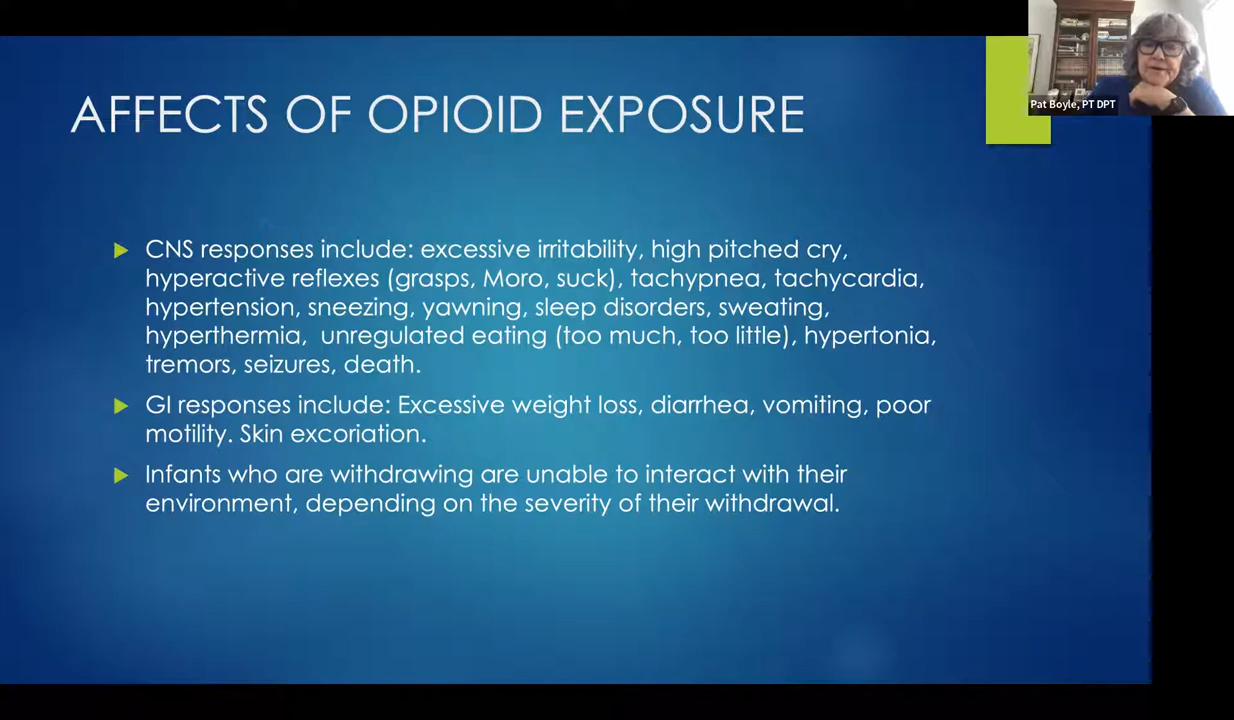 AFFECTS OF OPIOID EXPOSURE
Pat Boyle, PT DPT
CNS responses include: excessive irritability, high pitched cry,
hyperactive reflexes (grasps, Moro, suck), tachypnea, tachycardia,
hypertension, sneezing, yawning, sleep disorders, sweating,
hyperthermia, unregulated eating (too much, too little), hypertonia,
tremors, seizures, death.
GI responses include: Excessive weight loss, diarrhea, vomiting, poor
motility. Skin excoriation.
Infants who are withdrawing are unable to interact with their
environment, depending on the severity of their withdrawal.